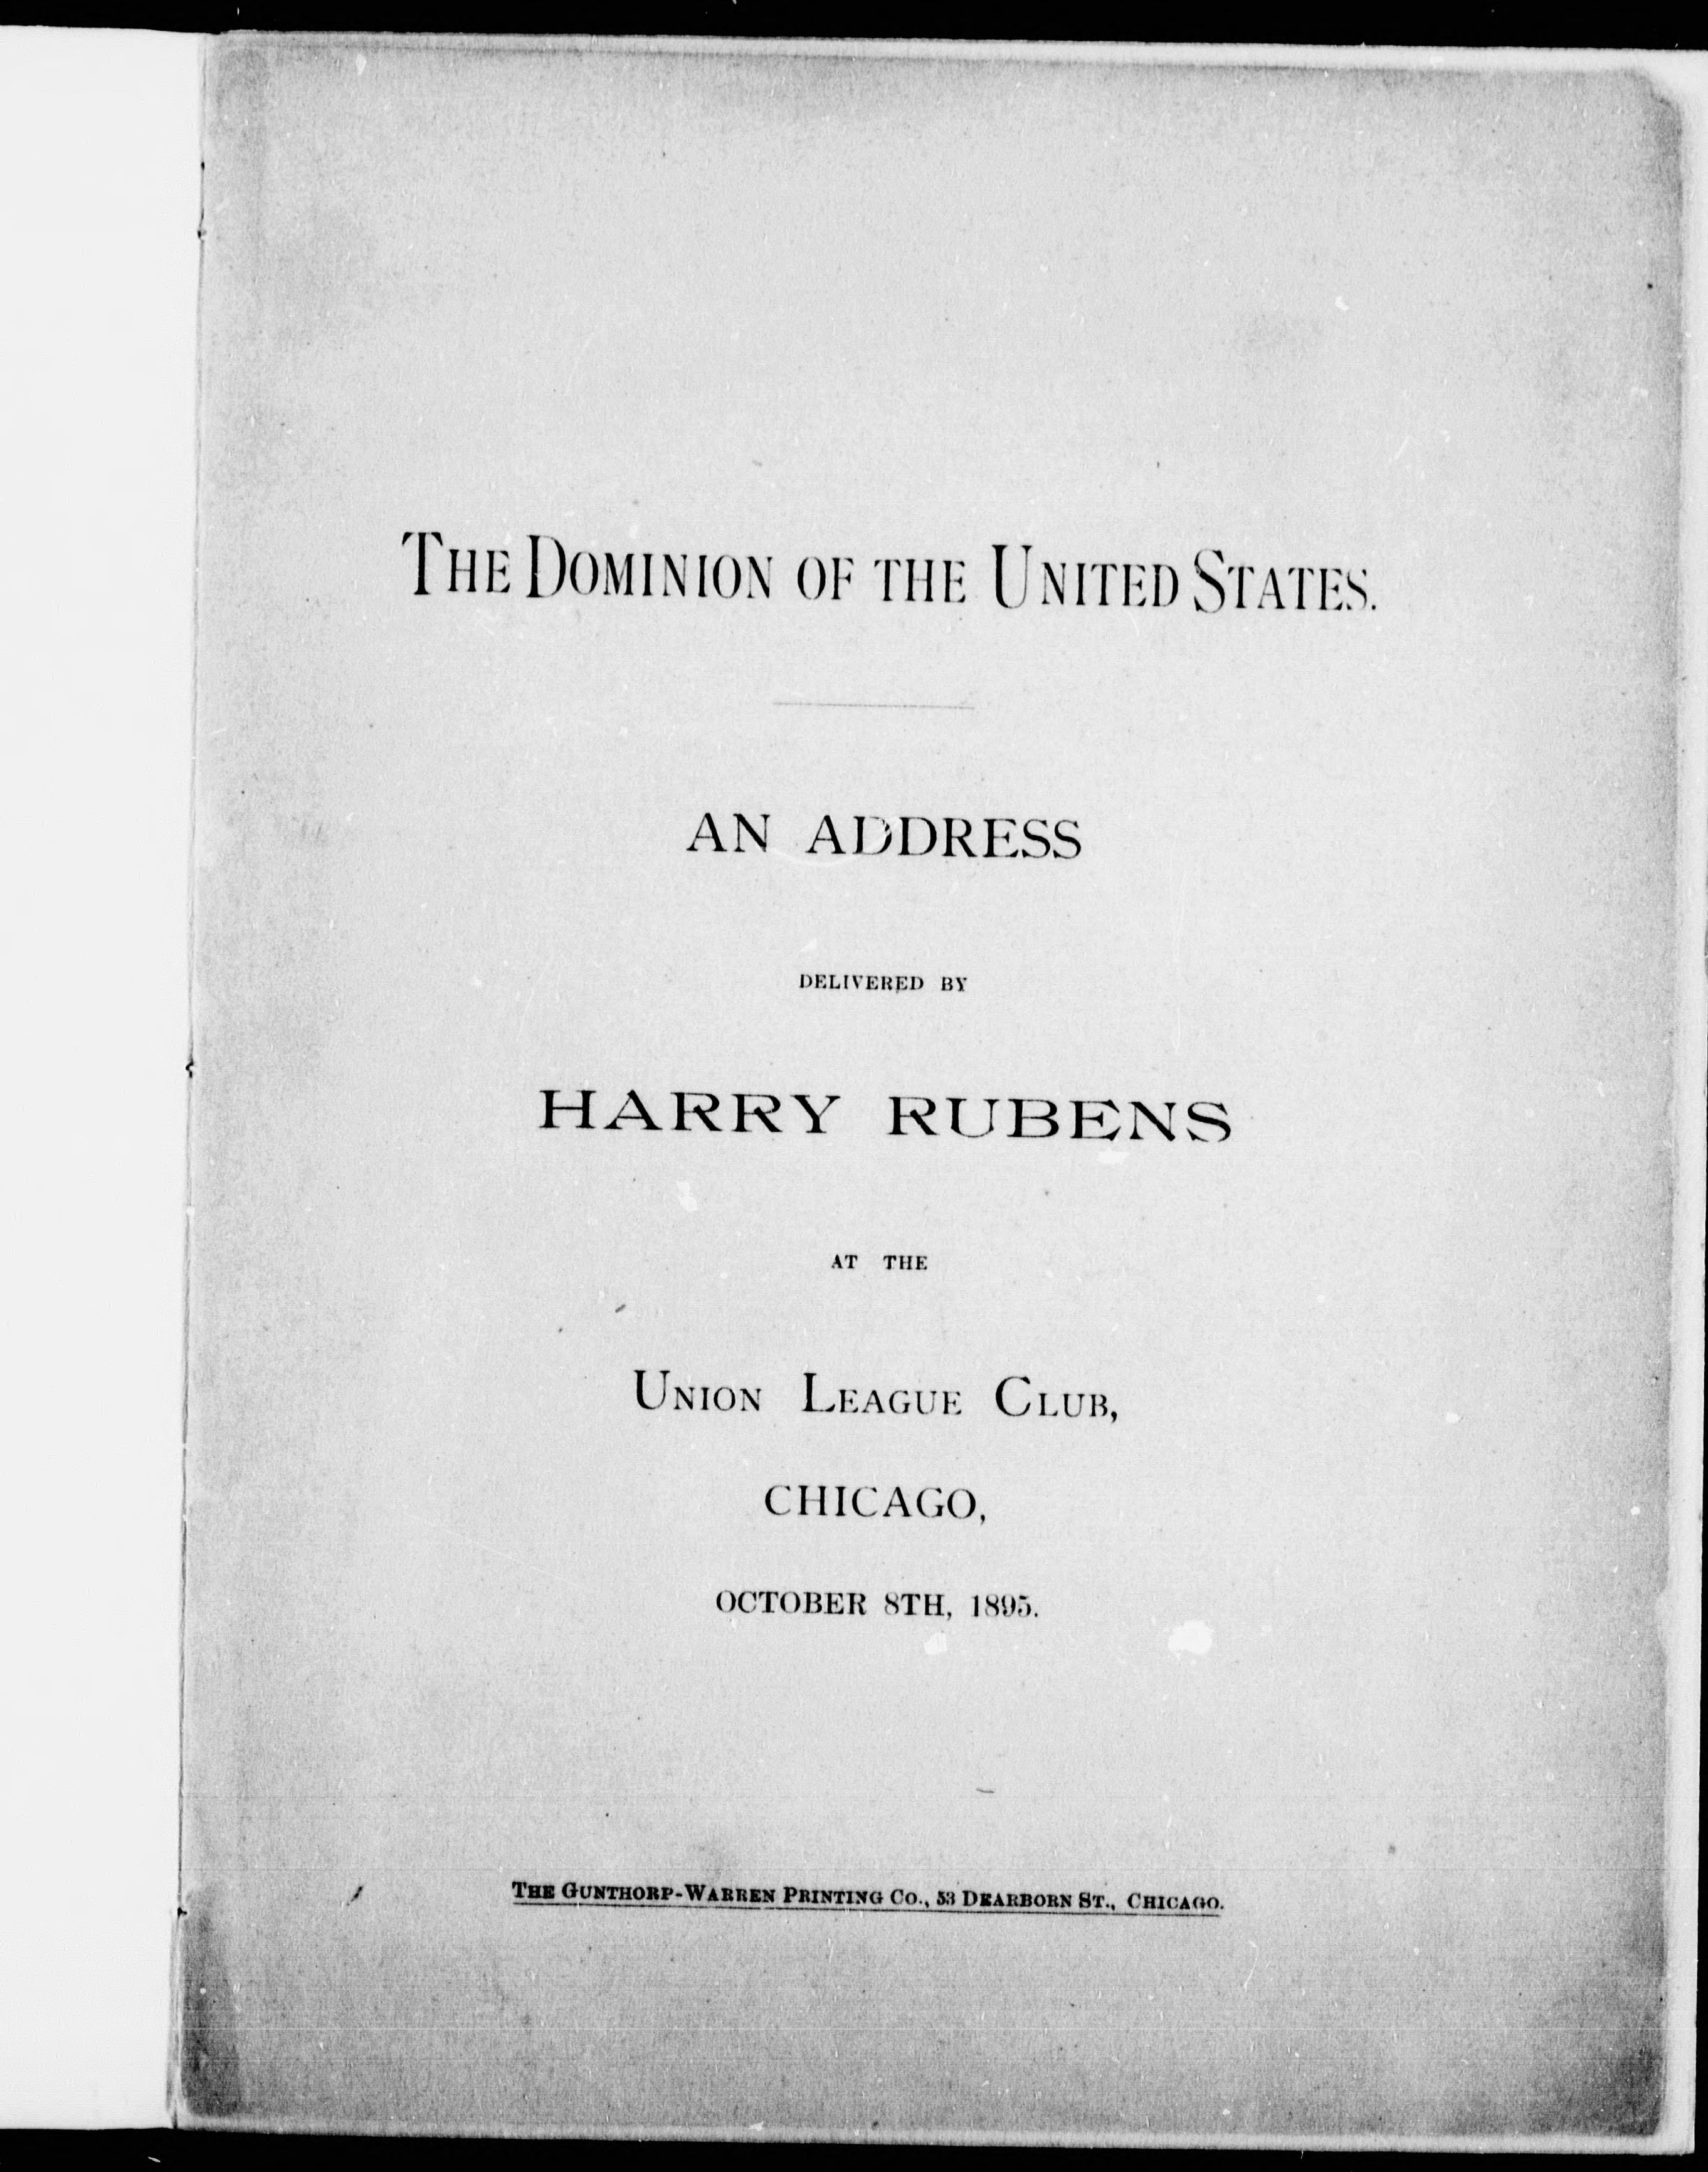 THE DOMINION OF THE UNITED STATES.
AN ADDRESS
DELIVERED BY
HARRY RUBENS
AT THE
UNION LEAGUE CLUB,
CHICAGO,
OCTOBER 8TH, 1895.
THE GUNTHORP-WARREN PRINTING CO., 53 DEARBORN ST., CHICAGO.